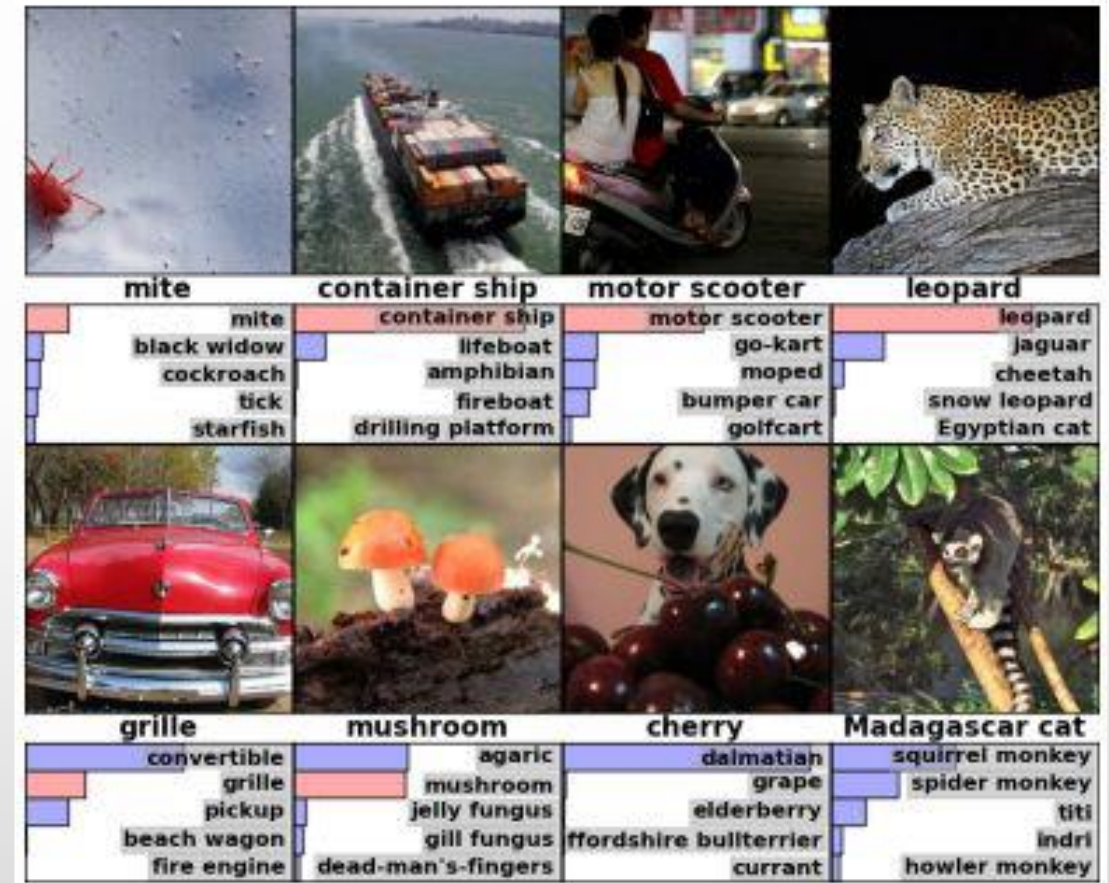 mite container ship motor scooter leopard
mite
black widow
cockroach
tick
starfish
container ship
lifeboat
amphibian
fireboat
drilling platform
motor scooter
go-kart
moped
bumper car
golfcart
leopard
jaguar
cheetah
snow leopard
Egyptian cat
grille mushroom cherry Madagascar cat
convertible
grille
pickup
beach wagon
fire engine
agaric
mushroom
jelly fungus
gill fungus
dead-man's-fingers
dalmatian
grape
elderberry
ffordshire bullterrier
currant
squirrel monkey
spider monkey
titi
indri
howler monkey